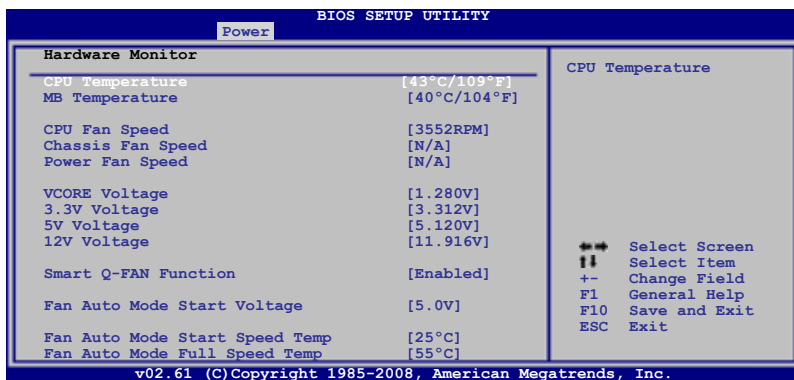 BIOS SETUP UTILITY
Power
Hardware Monitor
CPU Temperature [43°C/109°F]
MB Temperature [40°C/104°F]
CPU Fan Speed [3552RPM]
Chassis Fan Speed [N/A]
Power Fan Speed [N/A]
VCORE Voltage [1.280V]
3.3V Voltage [3.312V]
5V Voltage [5.120V]
12V Voltage [11.916V]
Smart Q-FAN Function [Enabled]
Fan Auto Mode Start Voltage [5.0V]
Fan Auto Mode Start Speed Temp [25°C]
Fan Auto Mode Full Speed Temp [55°C]
CPU Temperature
←→ Select Screen
↑↓ Select Item
+- Change Field
F1 General Help
F10 Save and Exit
ESC Exit
v02.61 (C)Copyright 1985-2008, American Megatrends, Inc.